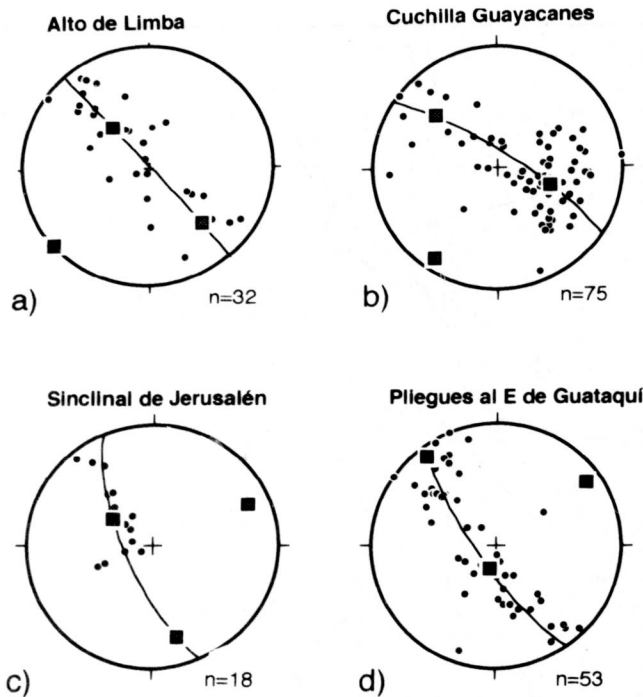 Alto de Limba
a)
n=32
Cuchilla Guayacanes
b)
n=75
Sinclinal de Jerusalén
c)
n=18
Pliegues al E de Guataquí
d)
n=53